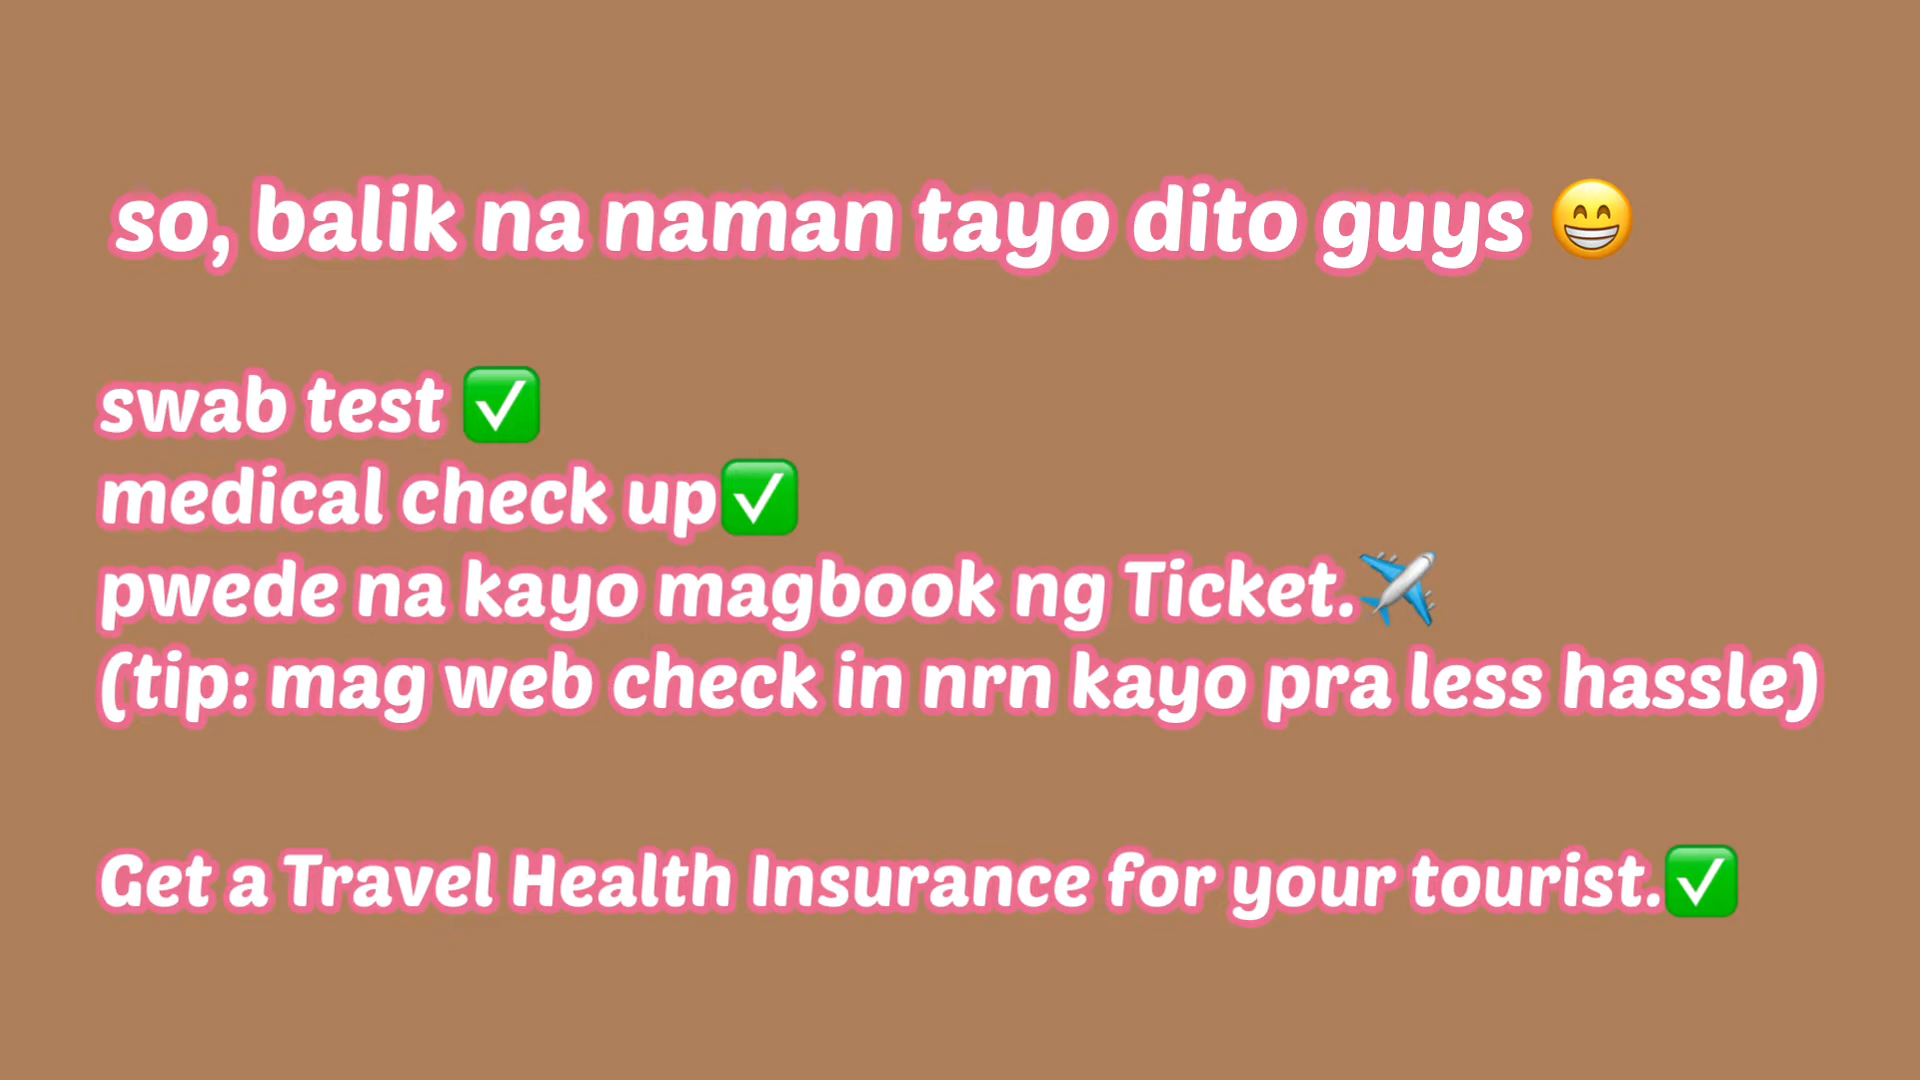 so, balik na naman tayo dito guys 😁
swab test ✅
medical check up✅
pwede na kayo magbook ng Ticket.✈️
(tip: mag web check in nrn kayo pra less hassle)
Get a Travel Health Insurance for your tourist.✅